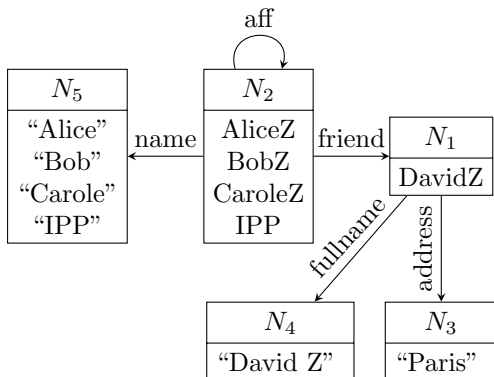 aff
N₅
“Alice”
“Bob”
“Carole”
“IPP”
name
N₂
AliceZ
BobZ
CaroleZ
IPP
friend
N₁
DavidZ
fullname
address
N₄
“David Z”
N₃
“Paris”